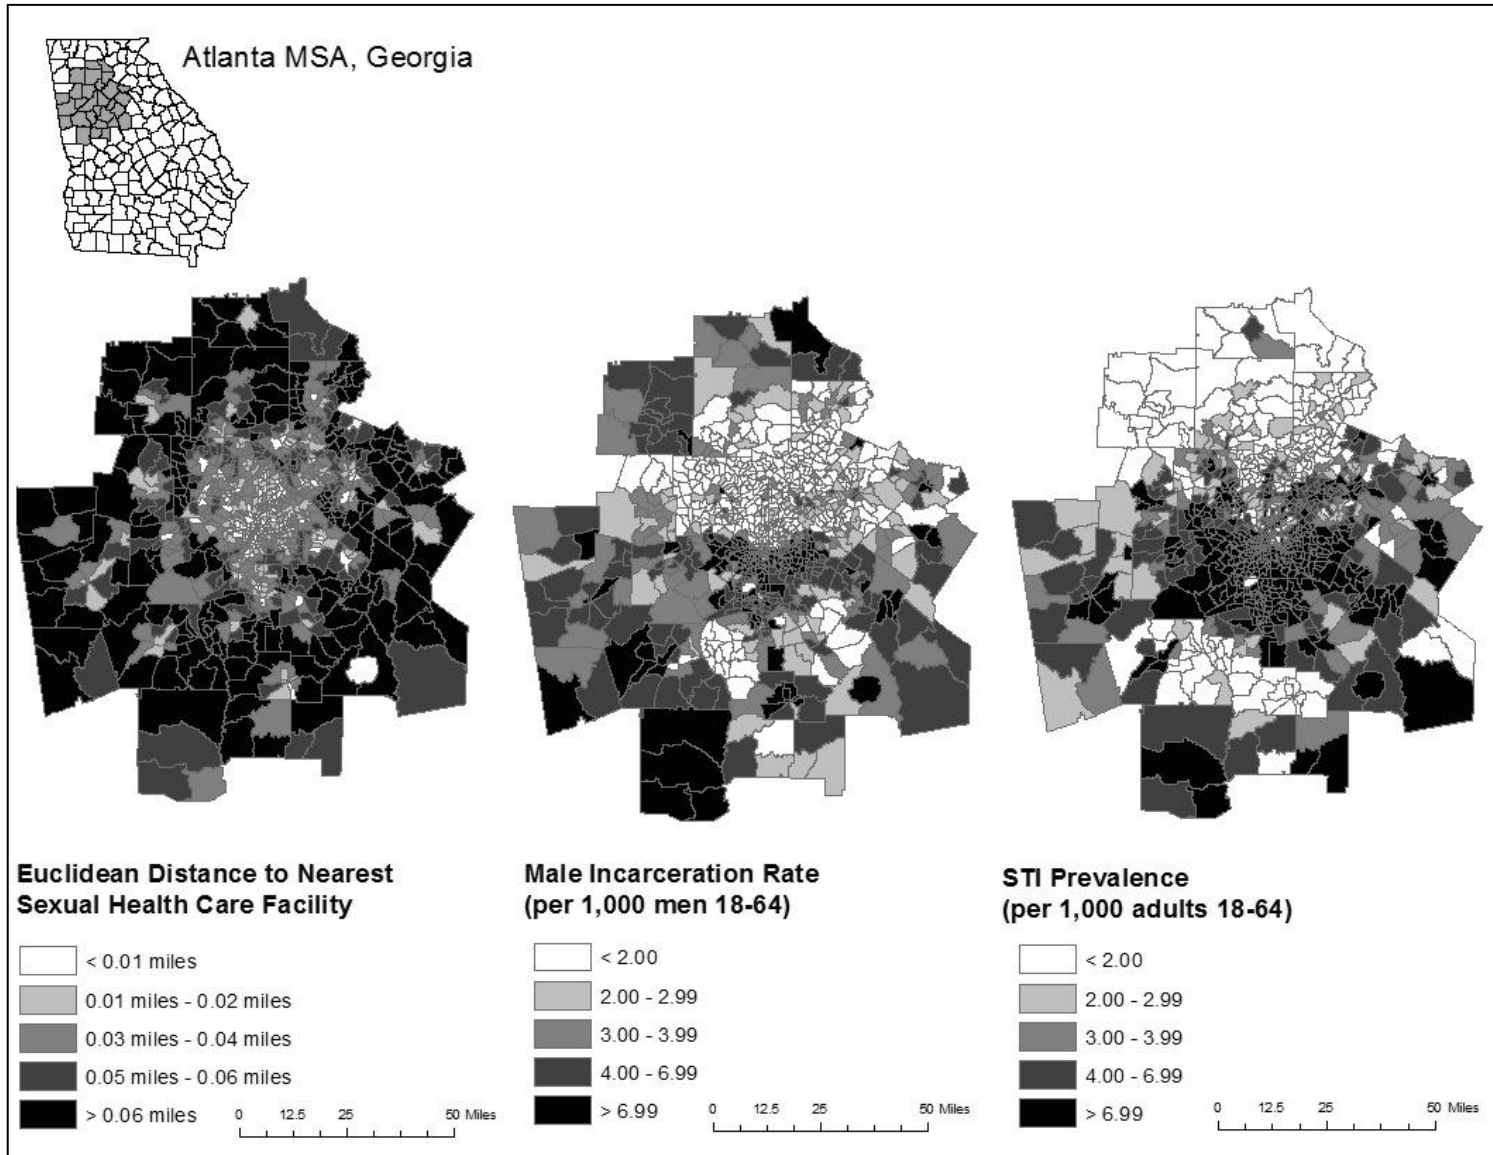 Atlanta MSA, Georgia
Euclidean Distance to Nearest
Sexual Health Care Facility
< 0.01 miles
0.01 miles - 0.02 miles
0.03 miles - 0.04 miles
0.05 miles - 0.06 miles
> 0.06 miles
0 12.5 25 50 Miles
Male Incarceration Rate
(per 1,000 men 18-64)
< 2.00
2.00 - 2.99
3.00 - 3.99
4.00 - 6.99
> 6.99
0 12.5 25 50 Miles
STI Prevalence
(per 1,000 adults 18-64)
< 2.00
2.00 - 2.99
3.00 - 3.99
4.00 - 6.99
> 6.99
0 12.5 25 50 Miles